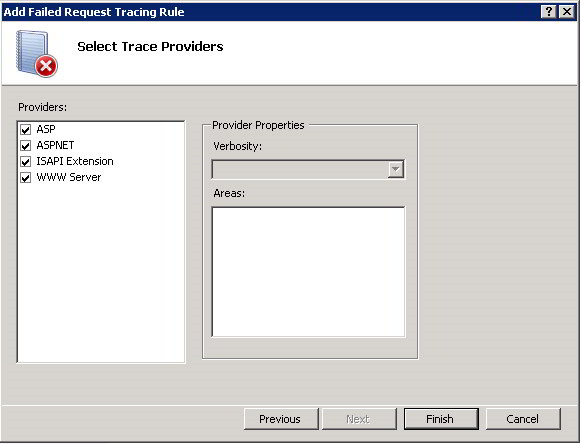 Add Failed Request Tracing Rule
Select Trace Providers
Providers:
ASP
ASPNET
ISAPI Extension
WWW Server
Provider Properties
Verbosity:
Areas:
Previous
Next
Finish
Cancel